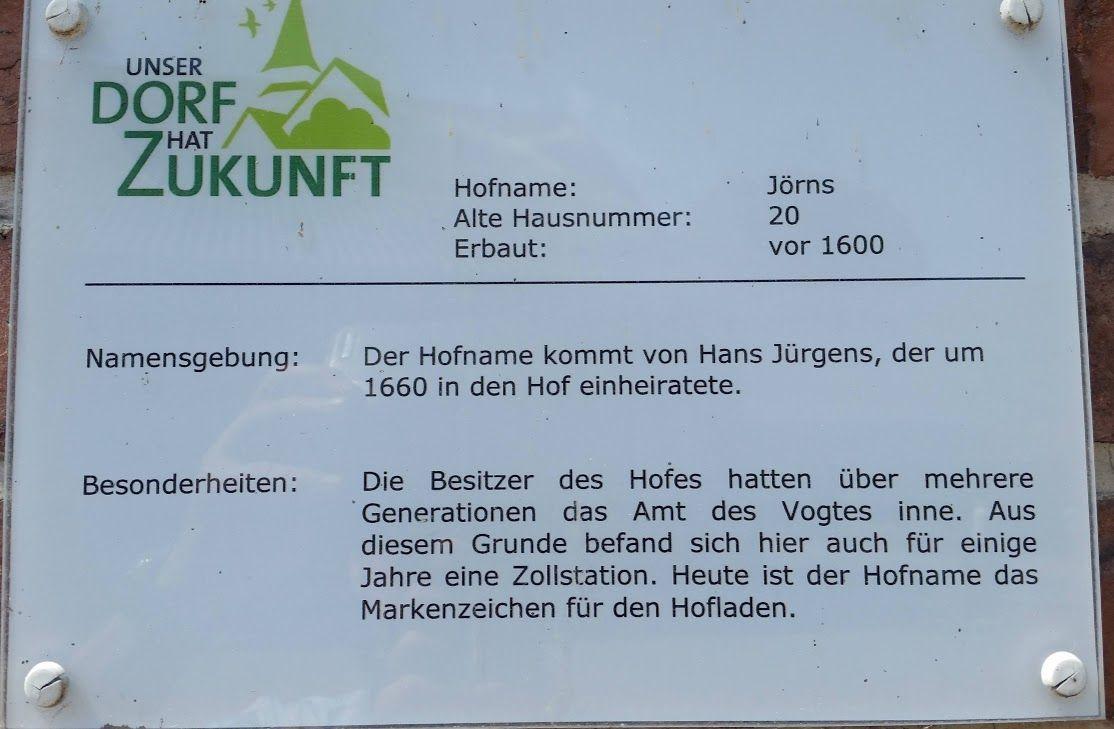 UNSER
DORF
HAT
ZUKUNFT
Hofname: Jörns
Alte Hausnummer: 20
Erbaut: vor 1600
Namensgebung: Der Hofname kommt von Hans Jürgens, der um
1660 in den Hof einheiratete.
Besonderheiten: Die Besitzer des Hofes hatten über mehrere
Generationen das Amt des Vogtes inne. Aus
diesem Grunde befand sich hier auch für einige
Jahre eine Zollstation. Heute ist der Hofname das
Markenzeichen für den Hofladen.